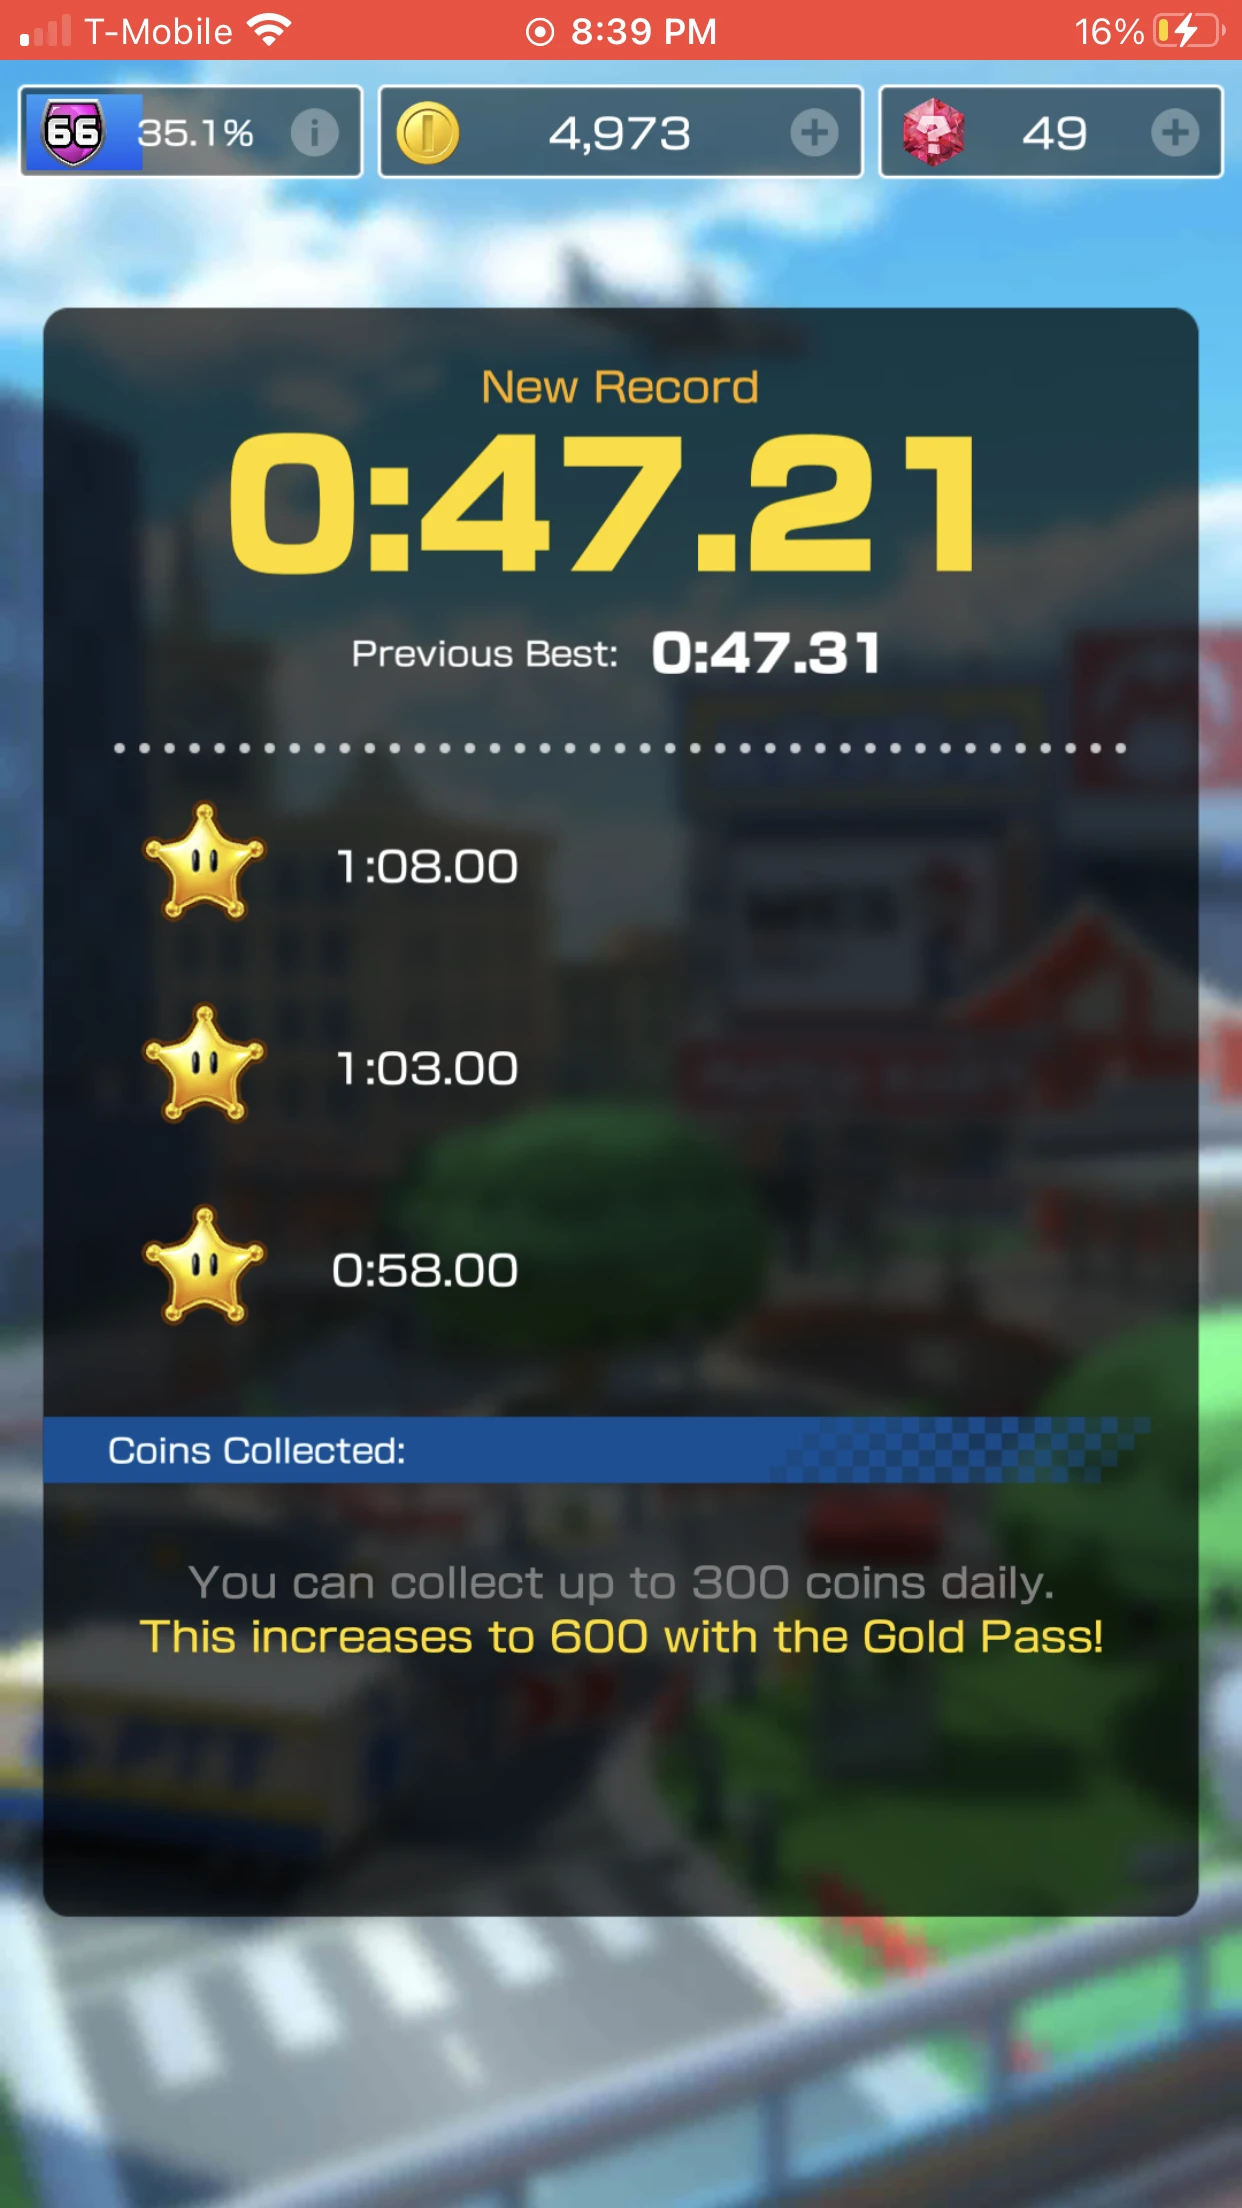 T-Mobile 8:39 PM 16%
66 35.1% i 4,973 + ? 49 +
New Record
0:47.21
Previous Best: 0:47.31
1:08.00
1:03.00
0:58.00
Coins Collected:
You can collect up to 300 coins daily.
This increases to 600 with the Gold Pass!